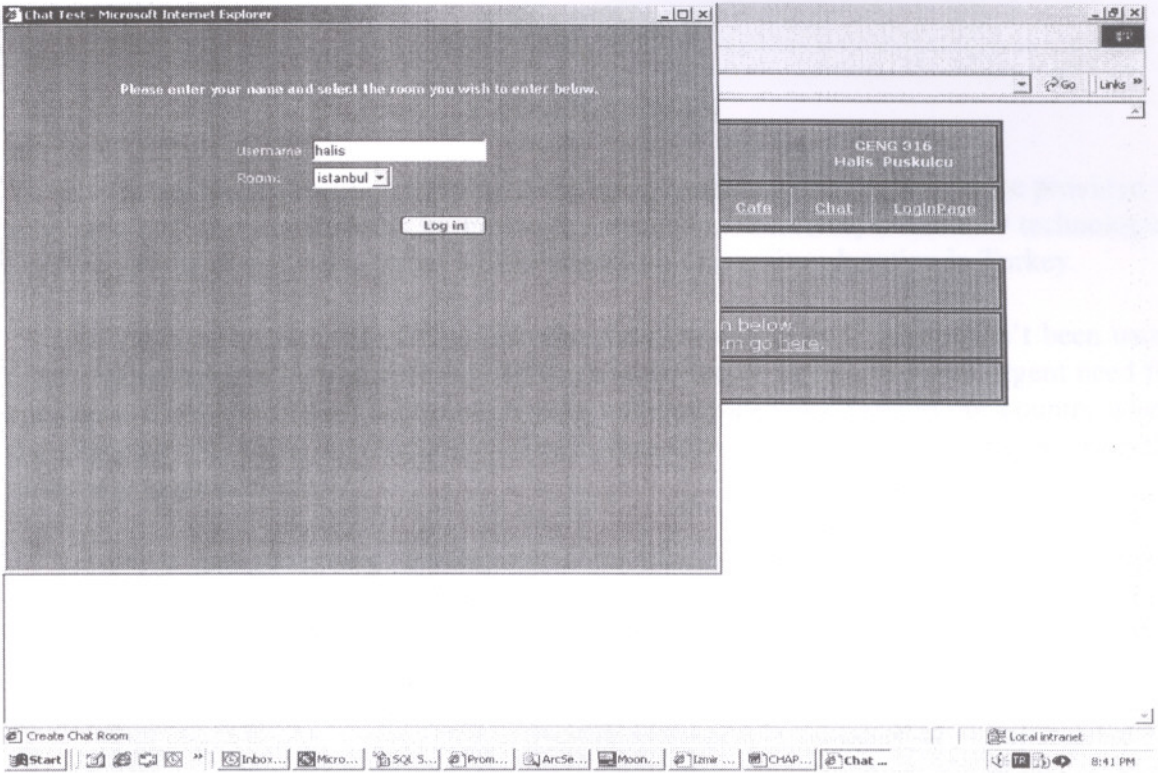 Chat Test - Microsoft Internet Explorer
Please enter your name and select the room you wish to enter below.
Username: halis
Room: istanbul
Log in
Go Links »
CENG 316
Halis Puskulcu
Cafe Chat LoginPage
n below.
um go here.
Create Chat Room
Local intranet
Start » Inbox... Micro... SQL S... Prom... ArcSe... Moon... Izmir ... CHAP... Chat ... TR 8:41 PM